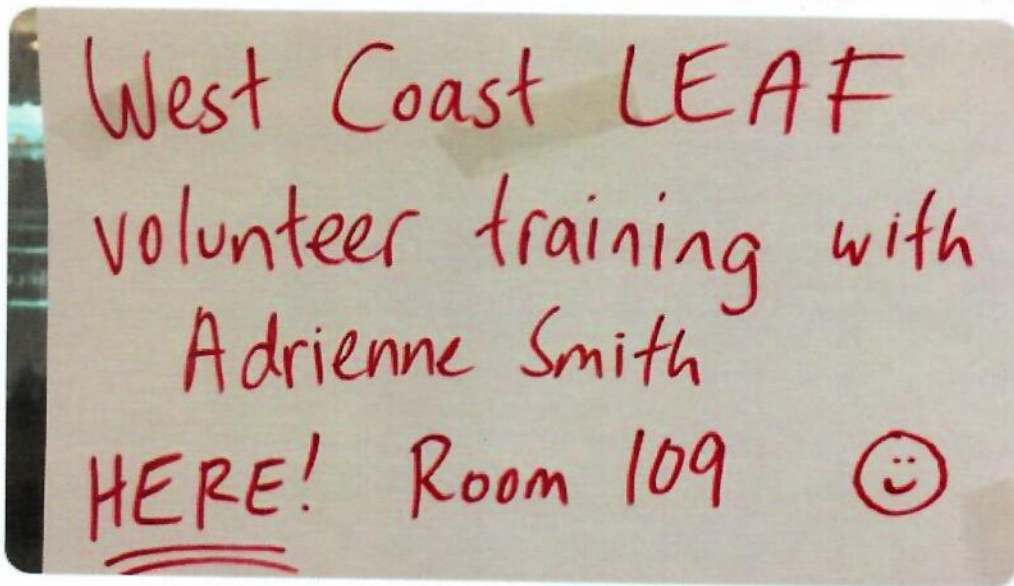 West Coast LEAF
volunteer training with
Adrienne Smith
HERE! Room 109